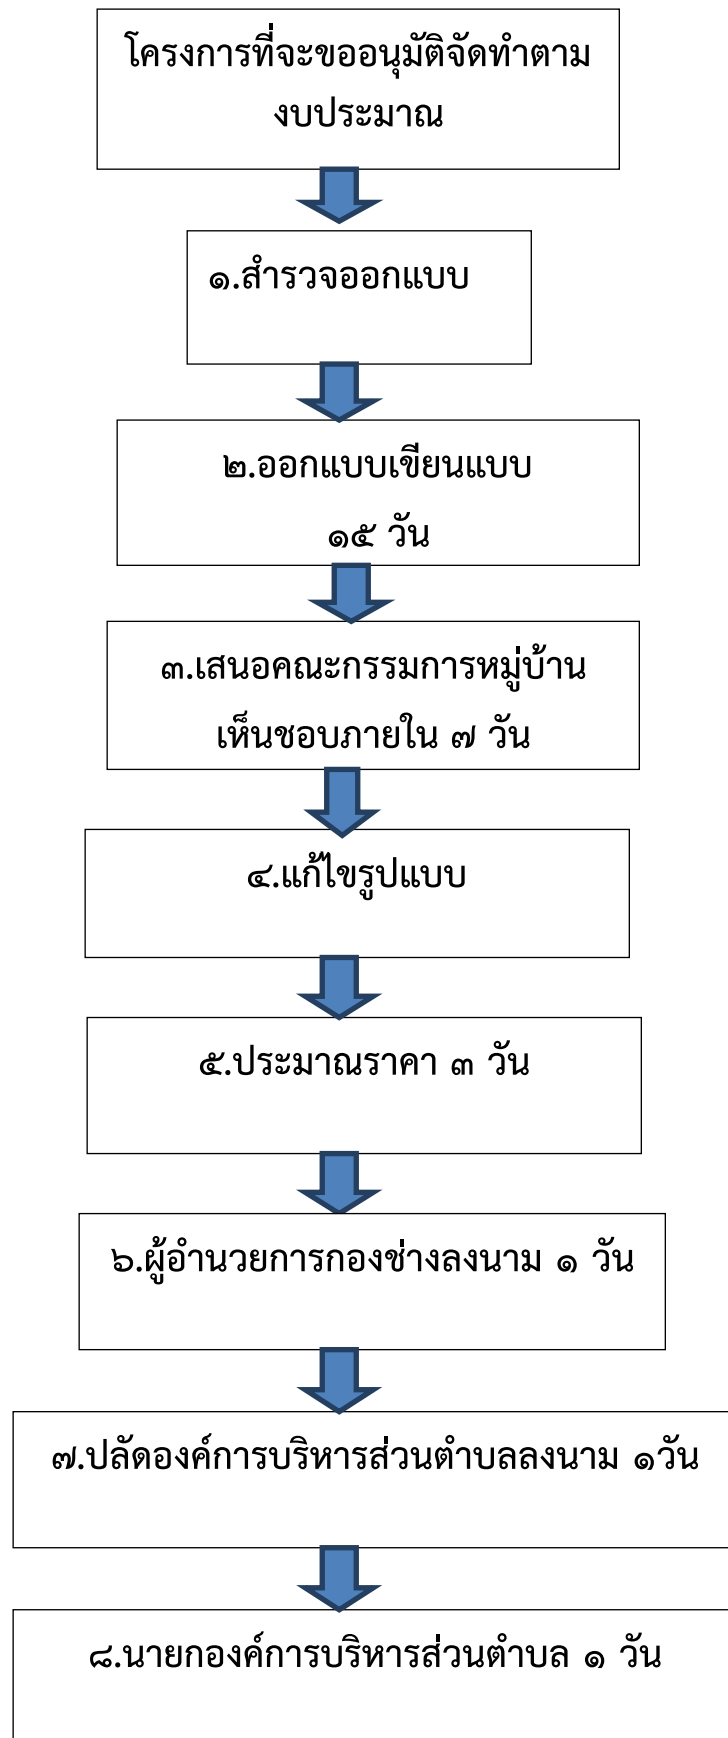 โครงการที่จะขออนุมัติจัดทำตาม
งบประมาณ
๑.สำรวจออกแบบ
๒.ออกแบบเขียนแบบ
๑๕ วัน
๓.เสนอคณะกรรมการหมู่บ้าน
เห็นชอบภายใน ๗ วัน
๔.แก้ไขรูปแบบ
๕.ประมาณราคา ๓ วัน
๖.ผู้อำนวยการกองช่างลงนาม ๑ วัน
๗.ปลัดองค์การบริหารส่วนตำบลลงนาม ๑วัน
๘.นายกองค์การบริหารส่วนตำบล ๑ วัน